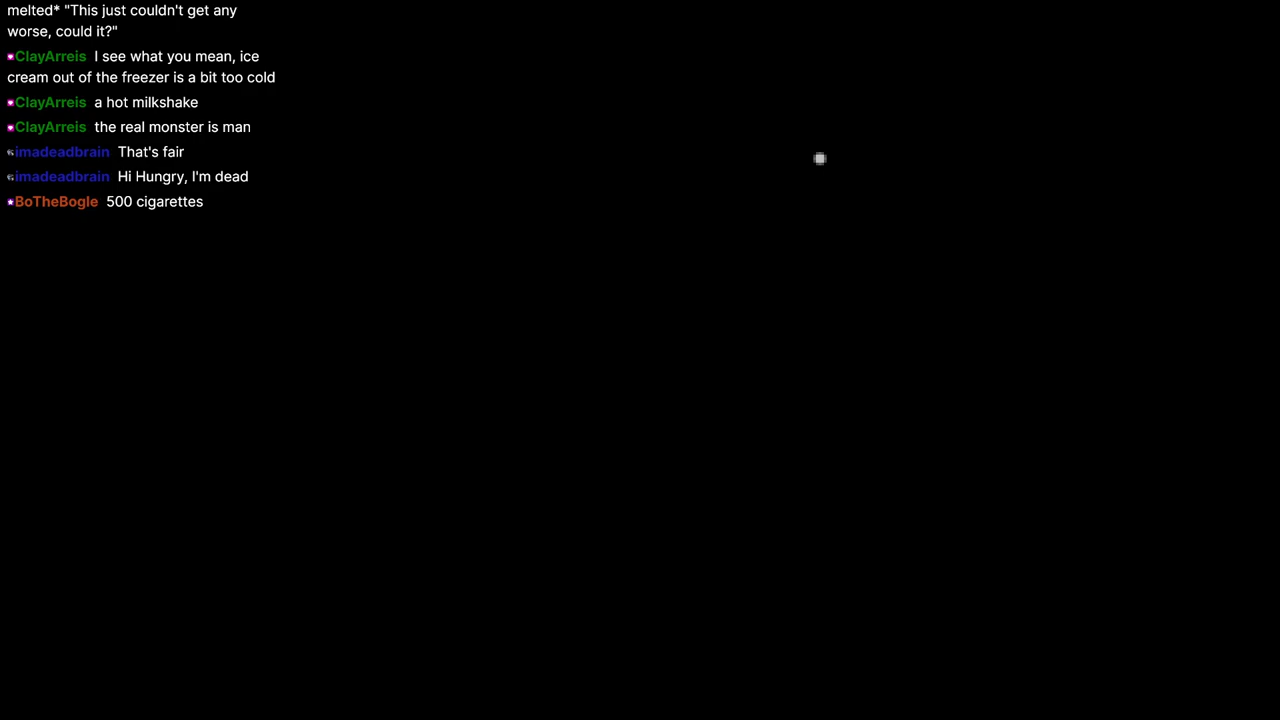 melted* "This just couldn't get any
worse, could it?"
ClayArreis I see what you mean, ice
cream out of the freezer is a bit too cold
ClayArreis a hot milkshake
ClayArreis the real monster is man
imadeadbrain That's fair
imadeadbrain Hi Hungry, I'm dead
BoTheBogle 500 cigarettes